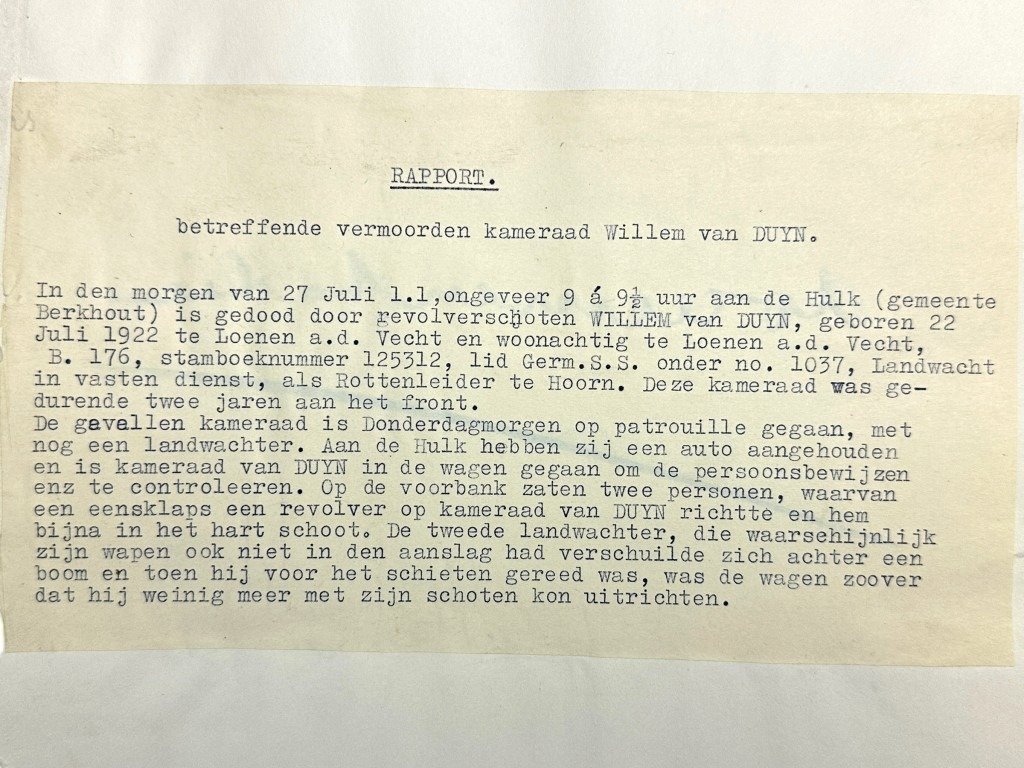 RAPPORT.
betreffende vermoorden kameraad Willem van DUYN.
In den morgen van 27 Juli l.l,ongeveer 9 á 9½ uur aan de Hulk (gemeente
Berkhout) is gedood door revolverschoten WILLEM van DUYN, geboren 22
Juli 1922 te Loenen a.d. Vecht en woonachtig te Loenen a.d. Vecht,
B. 176, stamboeknummer 125312, lid Germ.S.S. onder no. 1037, Landwacht
in vasten dienst, als Rottenleider te Hoorn. Deze kameraad was ge-
durende twee jaren aan het front.
De gavallen kameraad is Donderdagmorgen op patrouille gegaan, met
nog een landwachter. Aan de Hulk hebben zij een auto aangehouden
en is kameraad van DUYN in de wagen gegaan om de persoonsbewijzen
enz te controleeren. Op de voorbank zaten twee personen, waarvan
een eensklaps een revolver op kameraad van DUYN richtte en hem
bijna in het hart schoot. De tweede landwachter, die waarschijnlijk
zijn wapen ook niet in den aanslag had verschuilde zich achter een
boom en toen hij voor het schieten gereed was, was de wagen zoover
dat hij weinig meer met zijn schoten kon uitrichten.